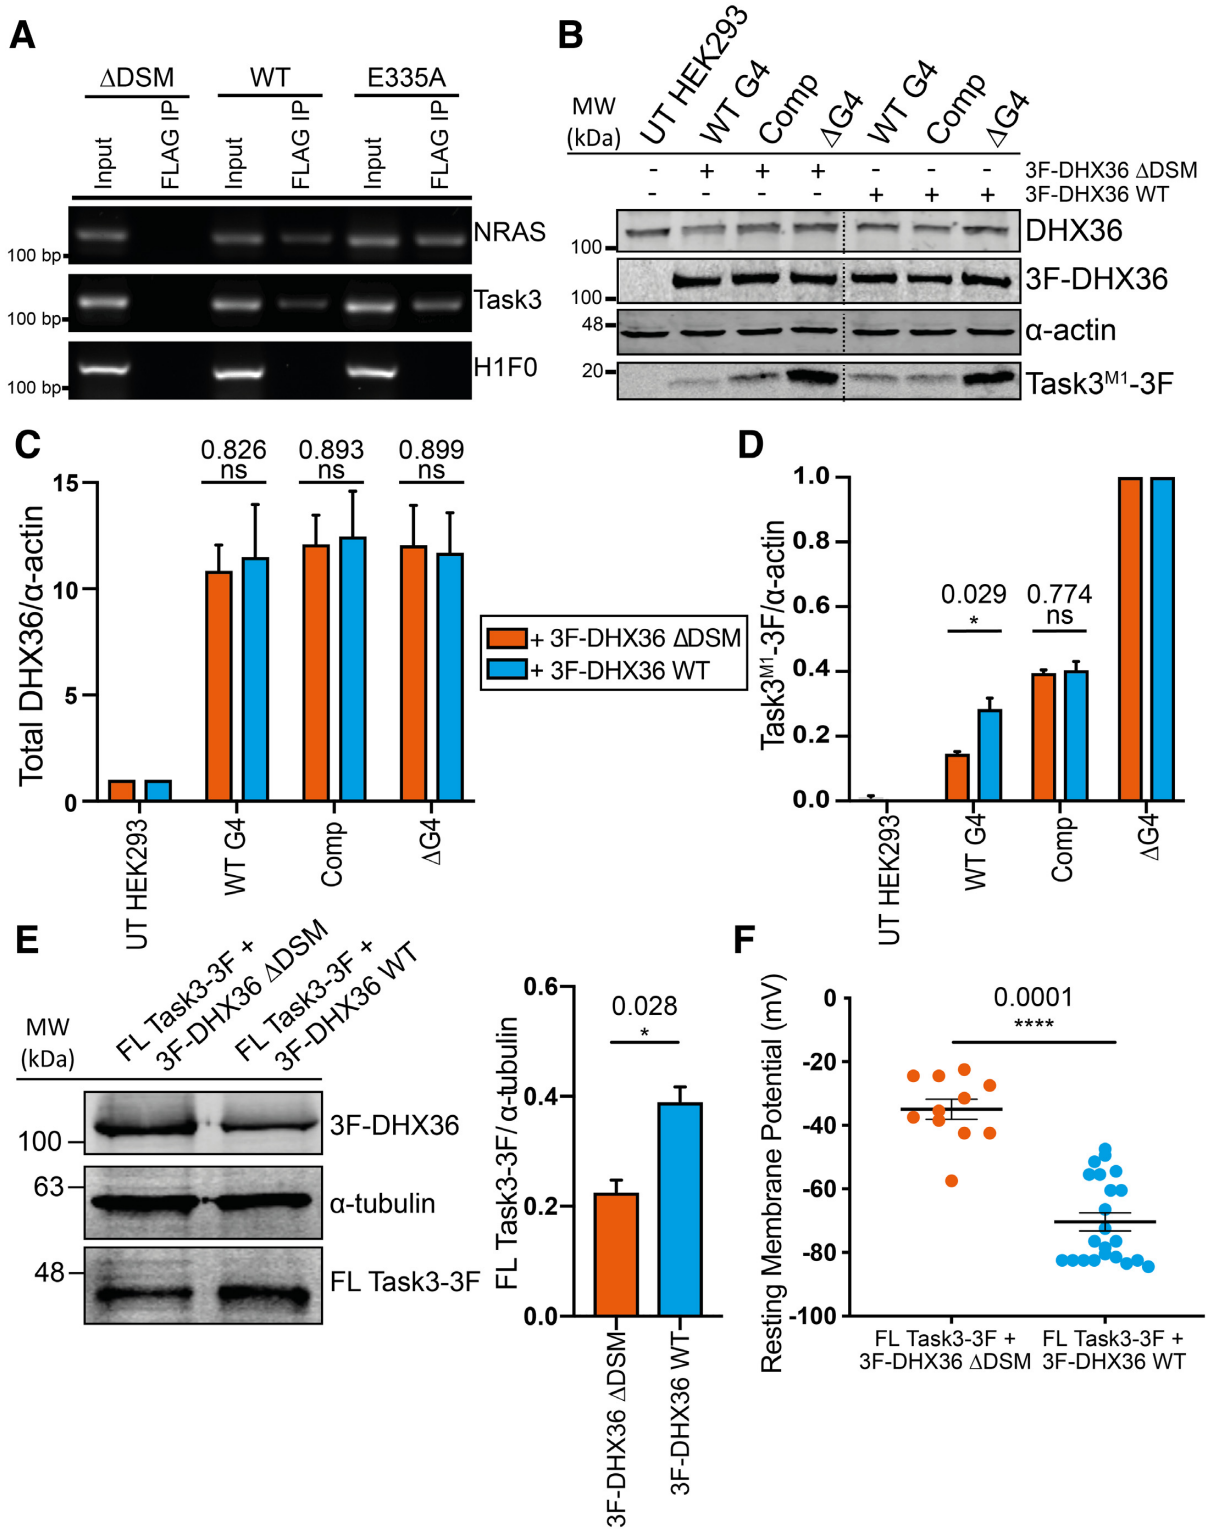 A
ΔDSM WT E335A
Input FLAG IP Input FLAG IP Input FLAG IP
NRAS
100 bp
Task3
100 bp
H1F0
100 bp
B
MW
(kDa)
UT HEK293 WT G4 Comp ΔG4 WT G4 Comp ΔG4
- + + + - - - 3F-DHX36 ΔDSM
- - - - + + + 3F-DHX36 WT
DHX36
100
3F-DHX36
100
48
α-actin
20
Task3ᴹ¹-3F
C
0.826 0.893 0.899
ns ns ns
15
10
5
0
Total DHX36/α-actin
UT HEK293 WT G4 Comp ΔG4
+ 3F-DHX36 ΔDSM
+ 3F-DHX36 WT
D
1.0
0.8
0.6
0.4
0.2
0.0
Task3ᴹ¹-3F/α-actin
0.029 0.774
* ns
UT HEK293 WT G4 Comp ΔG4
E
FL Task3-3F +
3F-DHX36 ΔDSM
FL Task3-3F +
3F-DHX36 WT
MW
(kDa)
3F-DHX36
100
63
α-tubulin
48
FL Task3-3F
0.6
0.4
0.2
0.0
FL Task3-3F/ α-tubulin
0.028
*
3F-DHX36 ΔDSM
3F-DHX36 WT
F
Resting Membrane Potential (mV)
0
-20
-40
-60
-80
-100
0.0001
****
FL Task3-3F + FL Task3-3F +
3F-DHX36 ΔDSM 3F-DHX36 WT